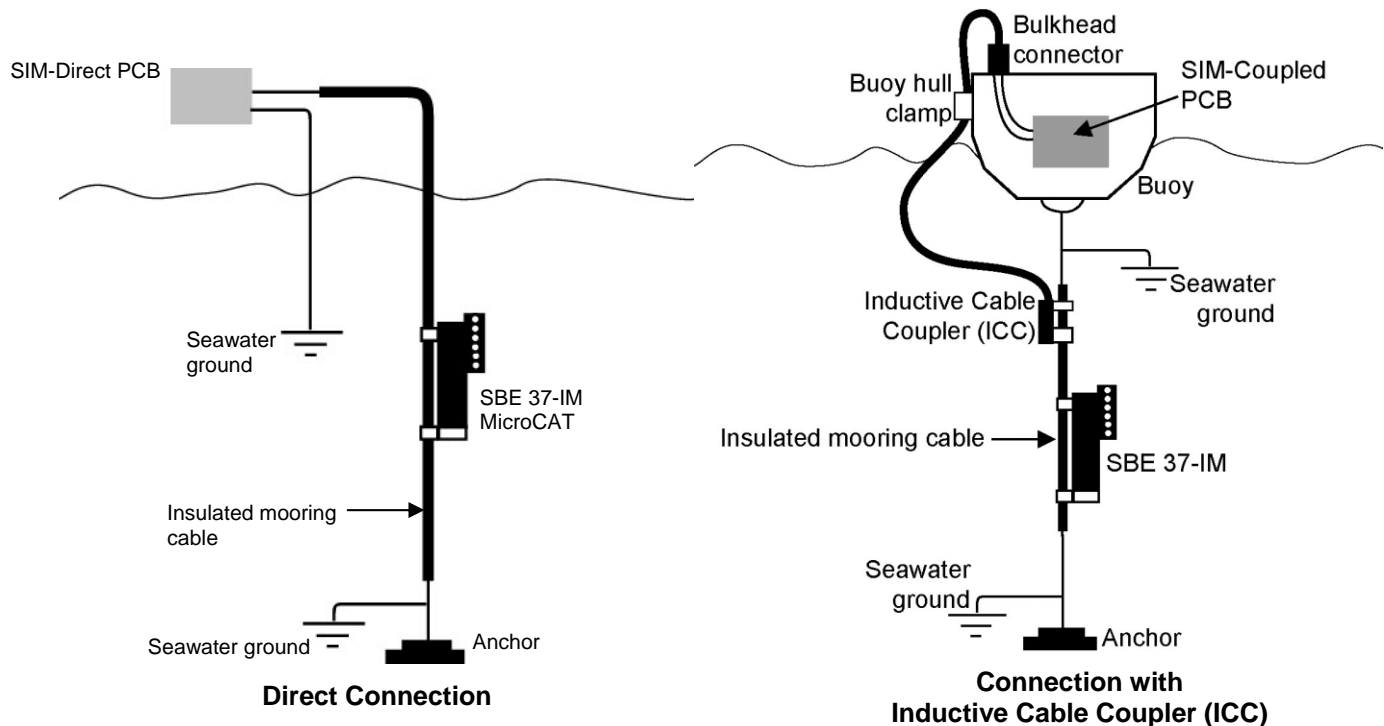 SIM-Direct PCB
Seawater
ground
SBE 37-IM
MicroCAT
Insulated mooring
cable
Seawater ground
Anchor
Direct Connection
Bulkhead
connector
SIM-Coupled
PCB
Buoy hull
clamp
Buoy
Seawater
ground
Inductive Cable
Coupler (ICC)
Insulated mooring cable
SBE 37-IM
Seawater
ground
Anchor
Connection with
Inductive Cable Coupler (ICC)